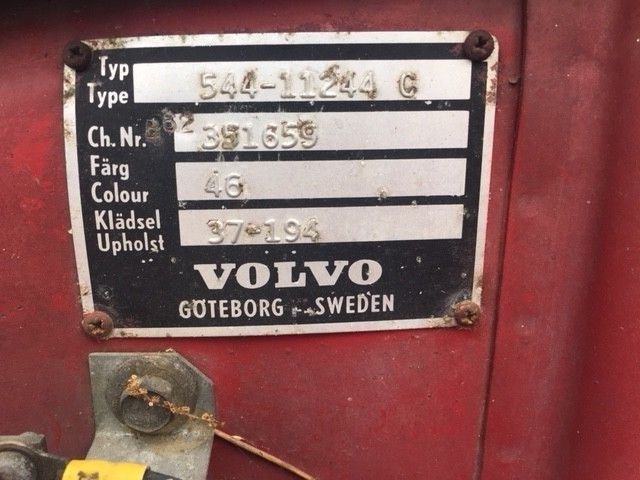 Typ
Type 544-11244 C
Ch. Nr. 351659
Färg
Colour 46
Klädsel
Upholst 37-194
VOLVO
GÖTEBORG - SWEDEN